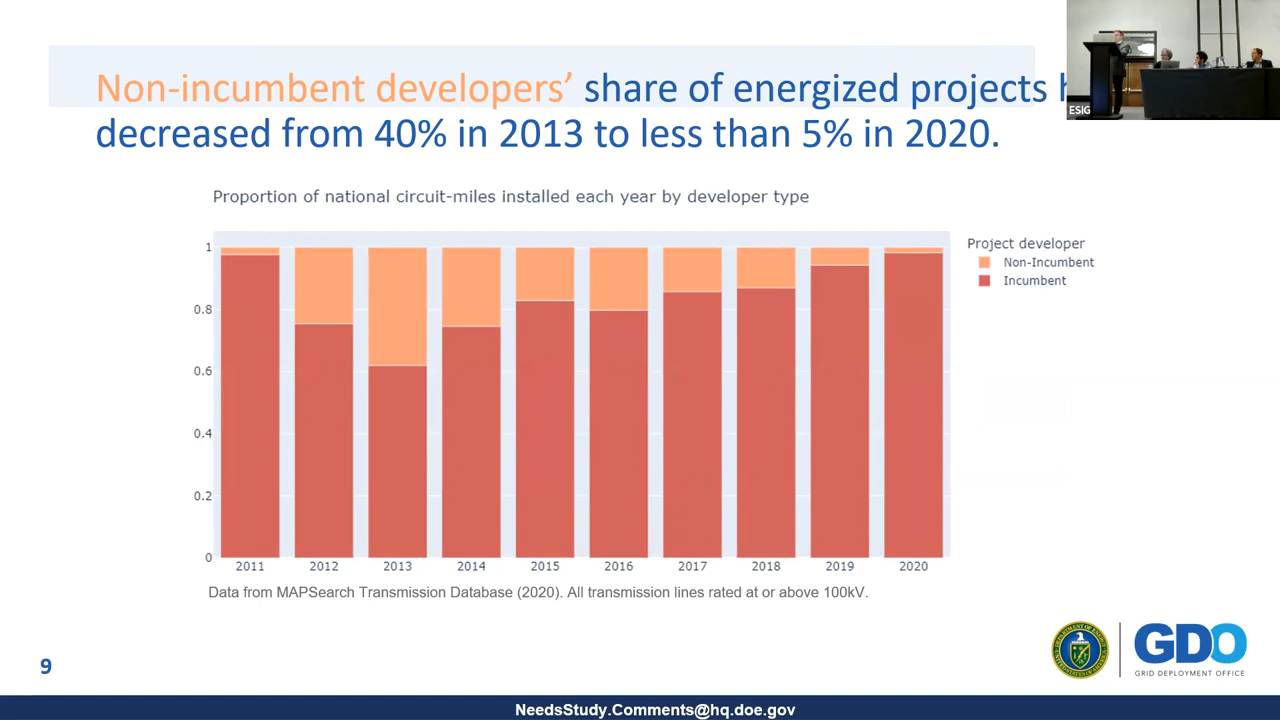 Non-incumbent developers’ share of energized projects
decreased from 40% in 2013 to less than 5% in 2020.
ESIG
Proportion of national circuit-miles installed each year by developer type
Project developer
Non-Incumbent
Incumbent
1
0.8
0.6
0.4
0.2
0
2011 2012 2013 2014 2015 2016 2017 2018 2019 2020
Data from MAPSearch Transmission Database (2020). All transmission lines rated at or above 100kV.
GDO
GRID DEPLOYMENT OFFICE
9
NeedsStudy.Comments@hq.doe.gov